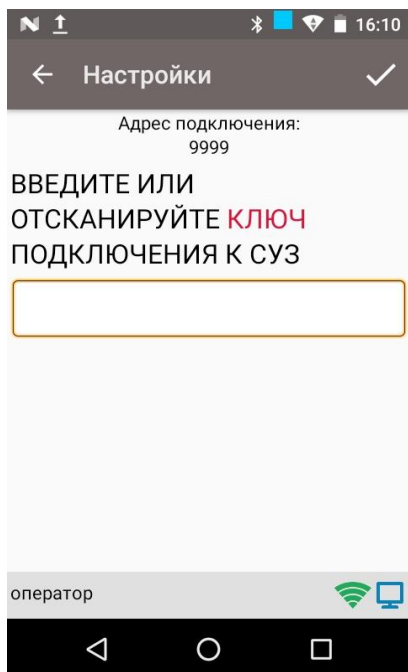 16:10
Настройки
Адрес подключения:
9999
ВВЕДИТЕ ИЛИ
ОТСКАНИРУЙТЕ КЛЮЧ
ПОДКЛЮЧЕНИЯ К СУЗ
оператор